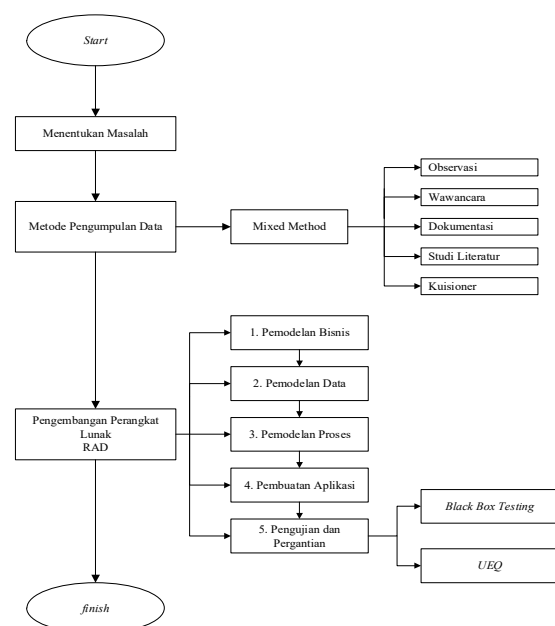 Start
Menentukan Masalah
Metode Pengumpulan Data
Mixed Method
Observasi
Wawancara
Dokumentasi
Studi Literatur
Kuisioner
Pengembangan Perangkat
Lunak
RAD
1. Pemodelan Bisnis
2. Pemodelan Data
3. Pemodelan Proses
4. Pembuatan Aplikasi
5. Pengujian dan
Pergantian
Black Box Testing
UEQ
finish